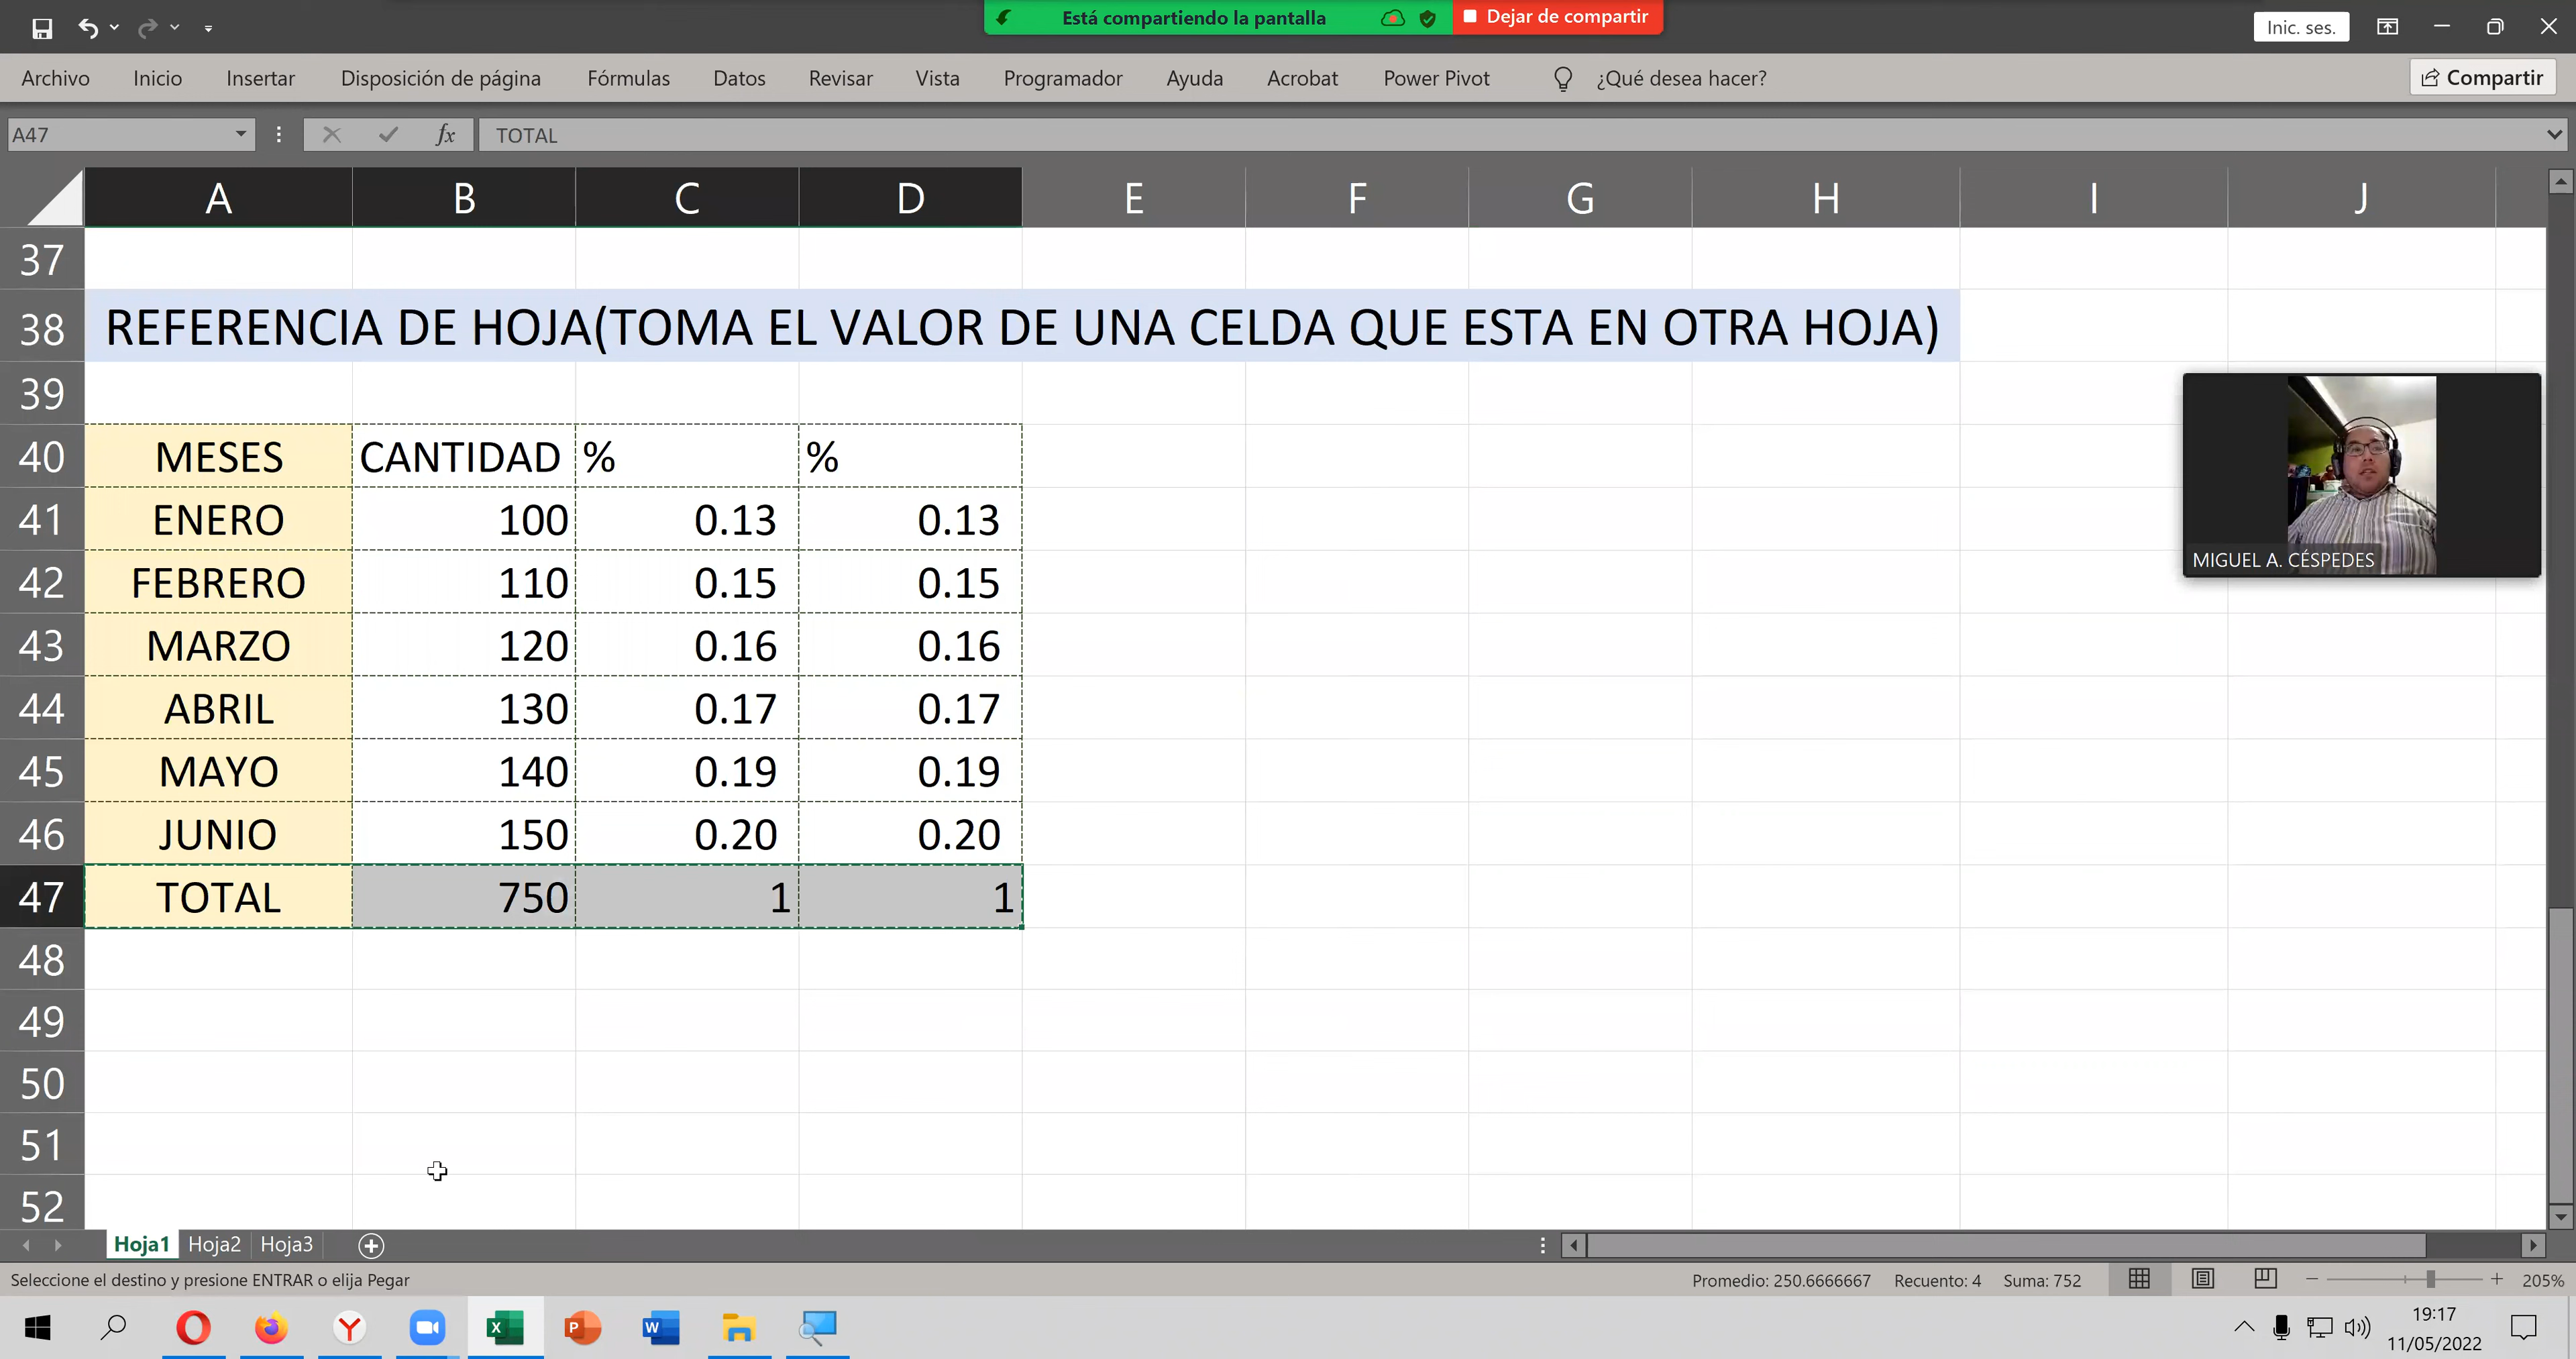 Está compartiendo la pantalla
Dejar de compartir
Inic. ses.
Archivo Inicio Insertar Disposición de página Fórmulas Datos Revisar Vista Programador Ayuda Acrobat Power Pivot ¿Qué desea hacer? Compartir
A47 fx TOTAL
A B C D E F G H I J
37
38 REFERENCIA DE HOJA(TOMA EL VALOR DE UNA CELDA QUE ESTA EN OTRA HOJA)
39
40 MESES CANTIDAD % %
41 ENERO 100 0.13 0.13
42 FEBRERO 110 0.15 0.15
43 MARZO 120 0.16 0.16
44 ABRIL 130 0.17 0.17
45 MAYO 140 0.19 0.19
46 JUNIO 150 0.20 0.20
47 TOTAL 750 1 1
48
49
50
51
52
MIGUEL A. CÉSPEDES
Hoja1 Hoja2 Hoja3
Seleccione el destino y presione ENTRAR o elija Pegar Promedio: 250.6666667 Recuento: 4 Suma: 752 205%
19:17
11/05/2022